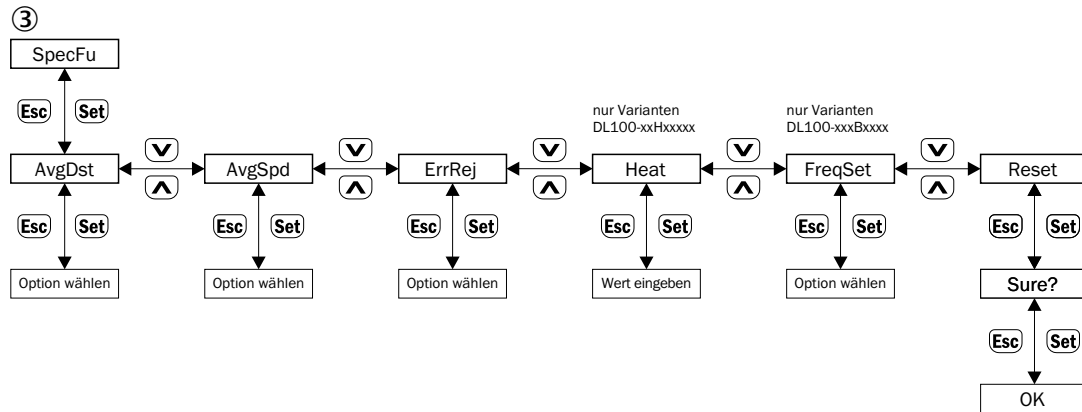 ③
SpecFu
Esc Set
nur Varianten
DL100-xxHxxxxx
nur Varianten
DL100-xxxBxxxx
AvgDst
AvgSpd
ErrRej
Heat
FreqSet
Reset
Esc Set
Esc Set
Esc Set
Esc Set
Esc Set
Esc Set
Option wählen
Option wählen
Option wählen
Wert eingeben
Option wählen
Sure?
Esc Set
OK